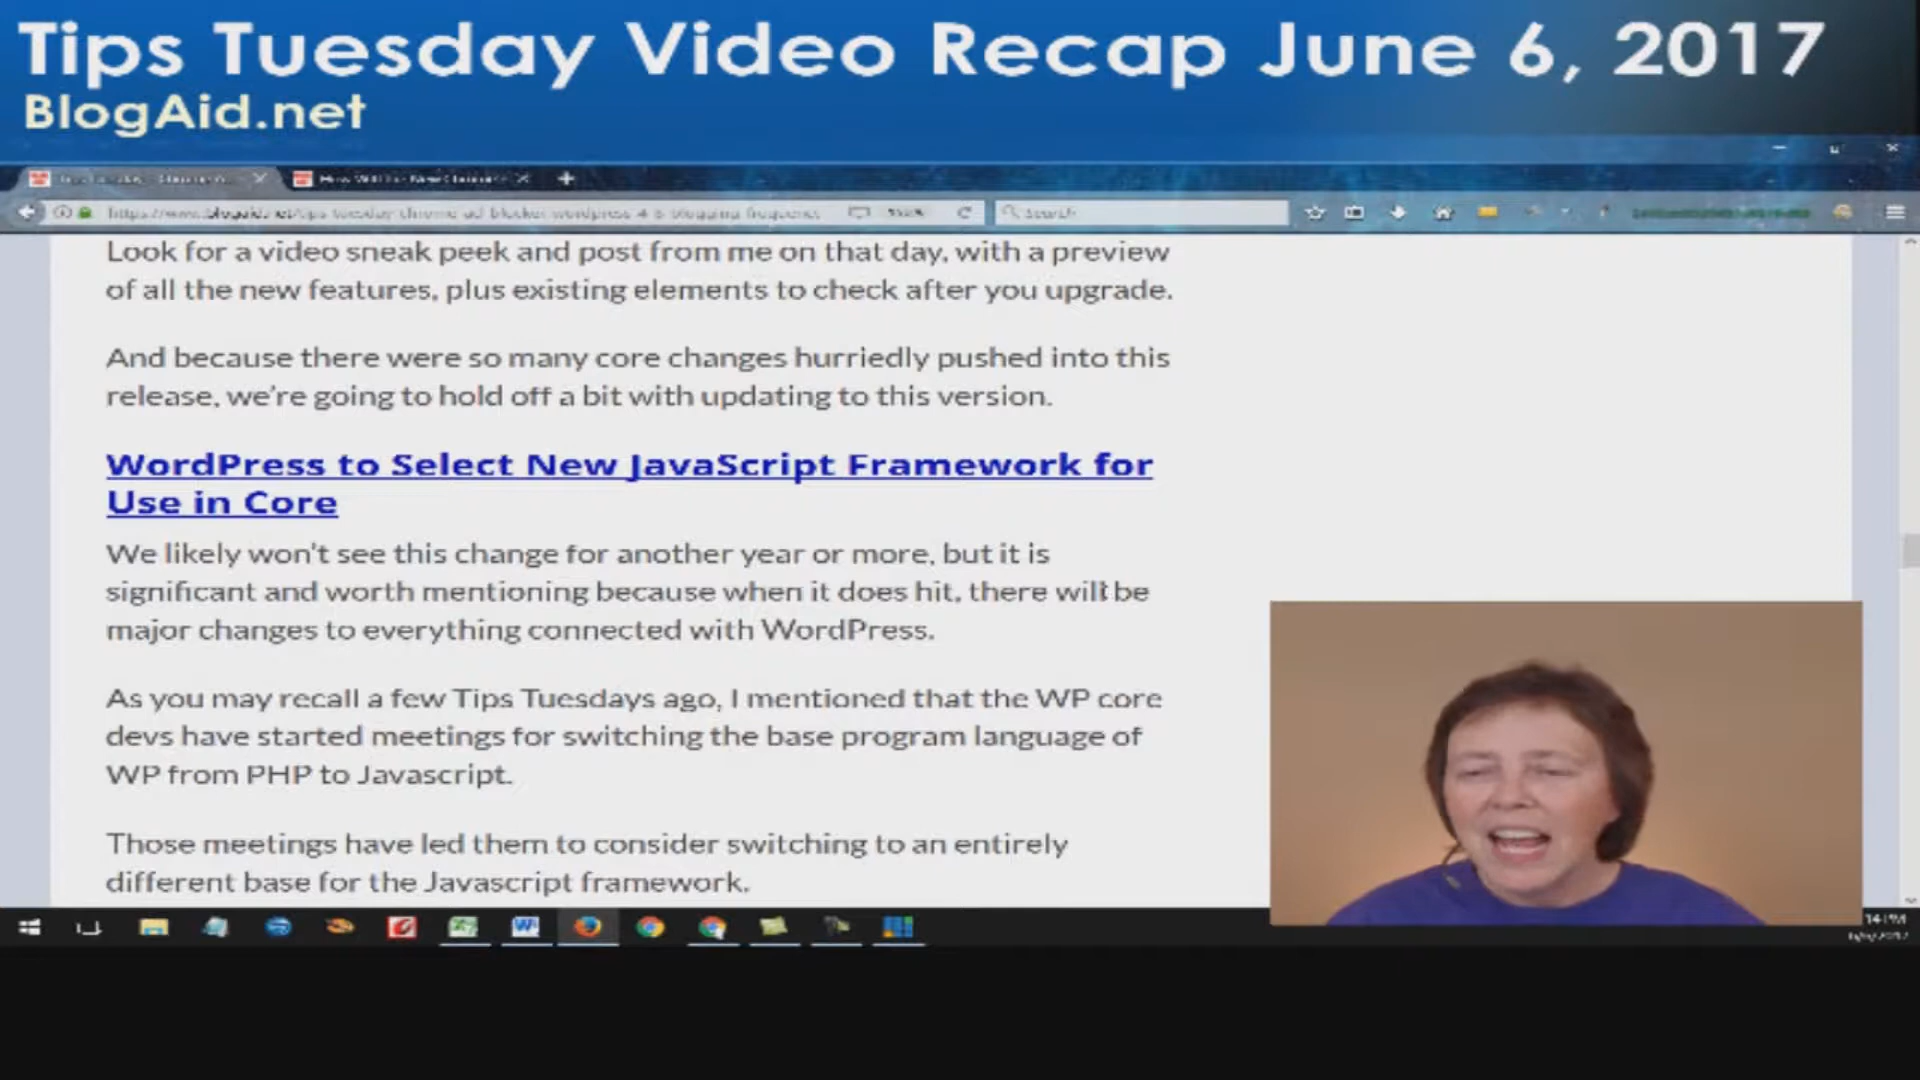 Tips Tuesday Video Recap June 6, 2017
BlogAid.net
Search
Look for a video sneak peek and post from me on that day, with a preview
of all the new features, plus existing elements to check after you upgrade.
And because there were so many core changes hurriedly pushed into this
release, we're going to hold off a bit with updating to this version.
WordPress to Select New JavaScript Framework for
Use in Core
We likely won't see this change for another year or more, but it is
significant and worth mentioning because when it does hit, there will be
major changes to everything connected with WordPress.
As you may recall a few Tips Tuesdays ago, I mentioned that the WP core
devs have started meetings for switching the base program language of
WP from PHP to Javascript.
Those meetings have led them to consider switching to an entirely
different base for the Javascript framework.